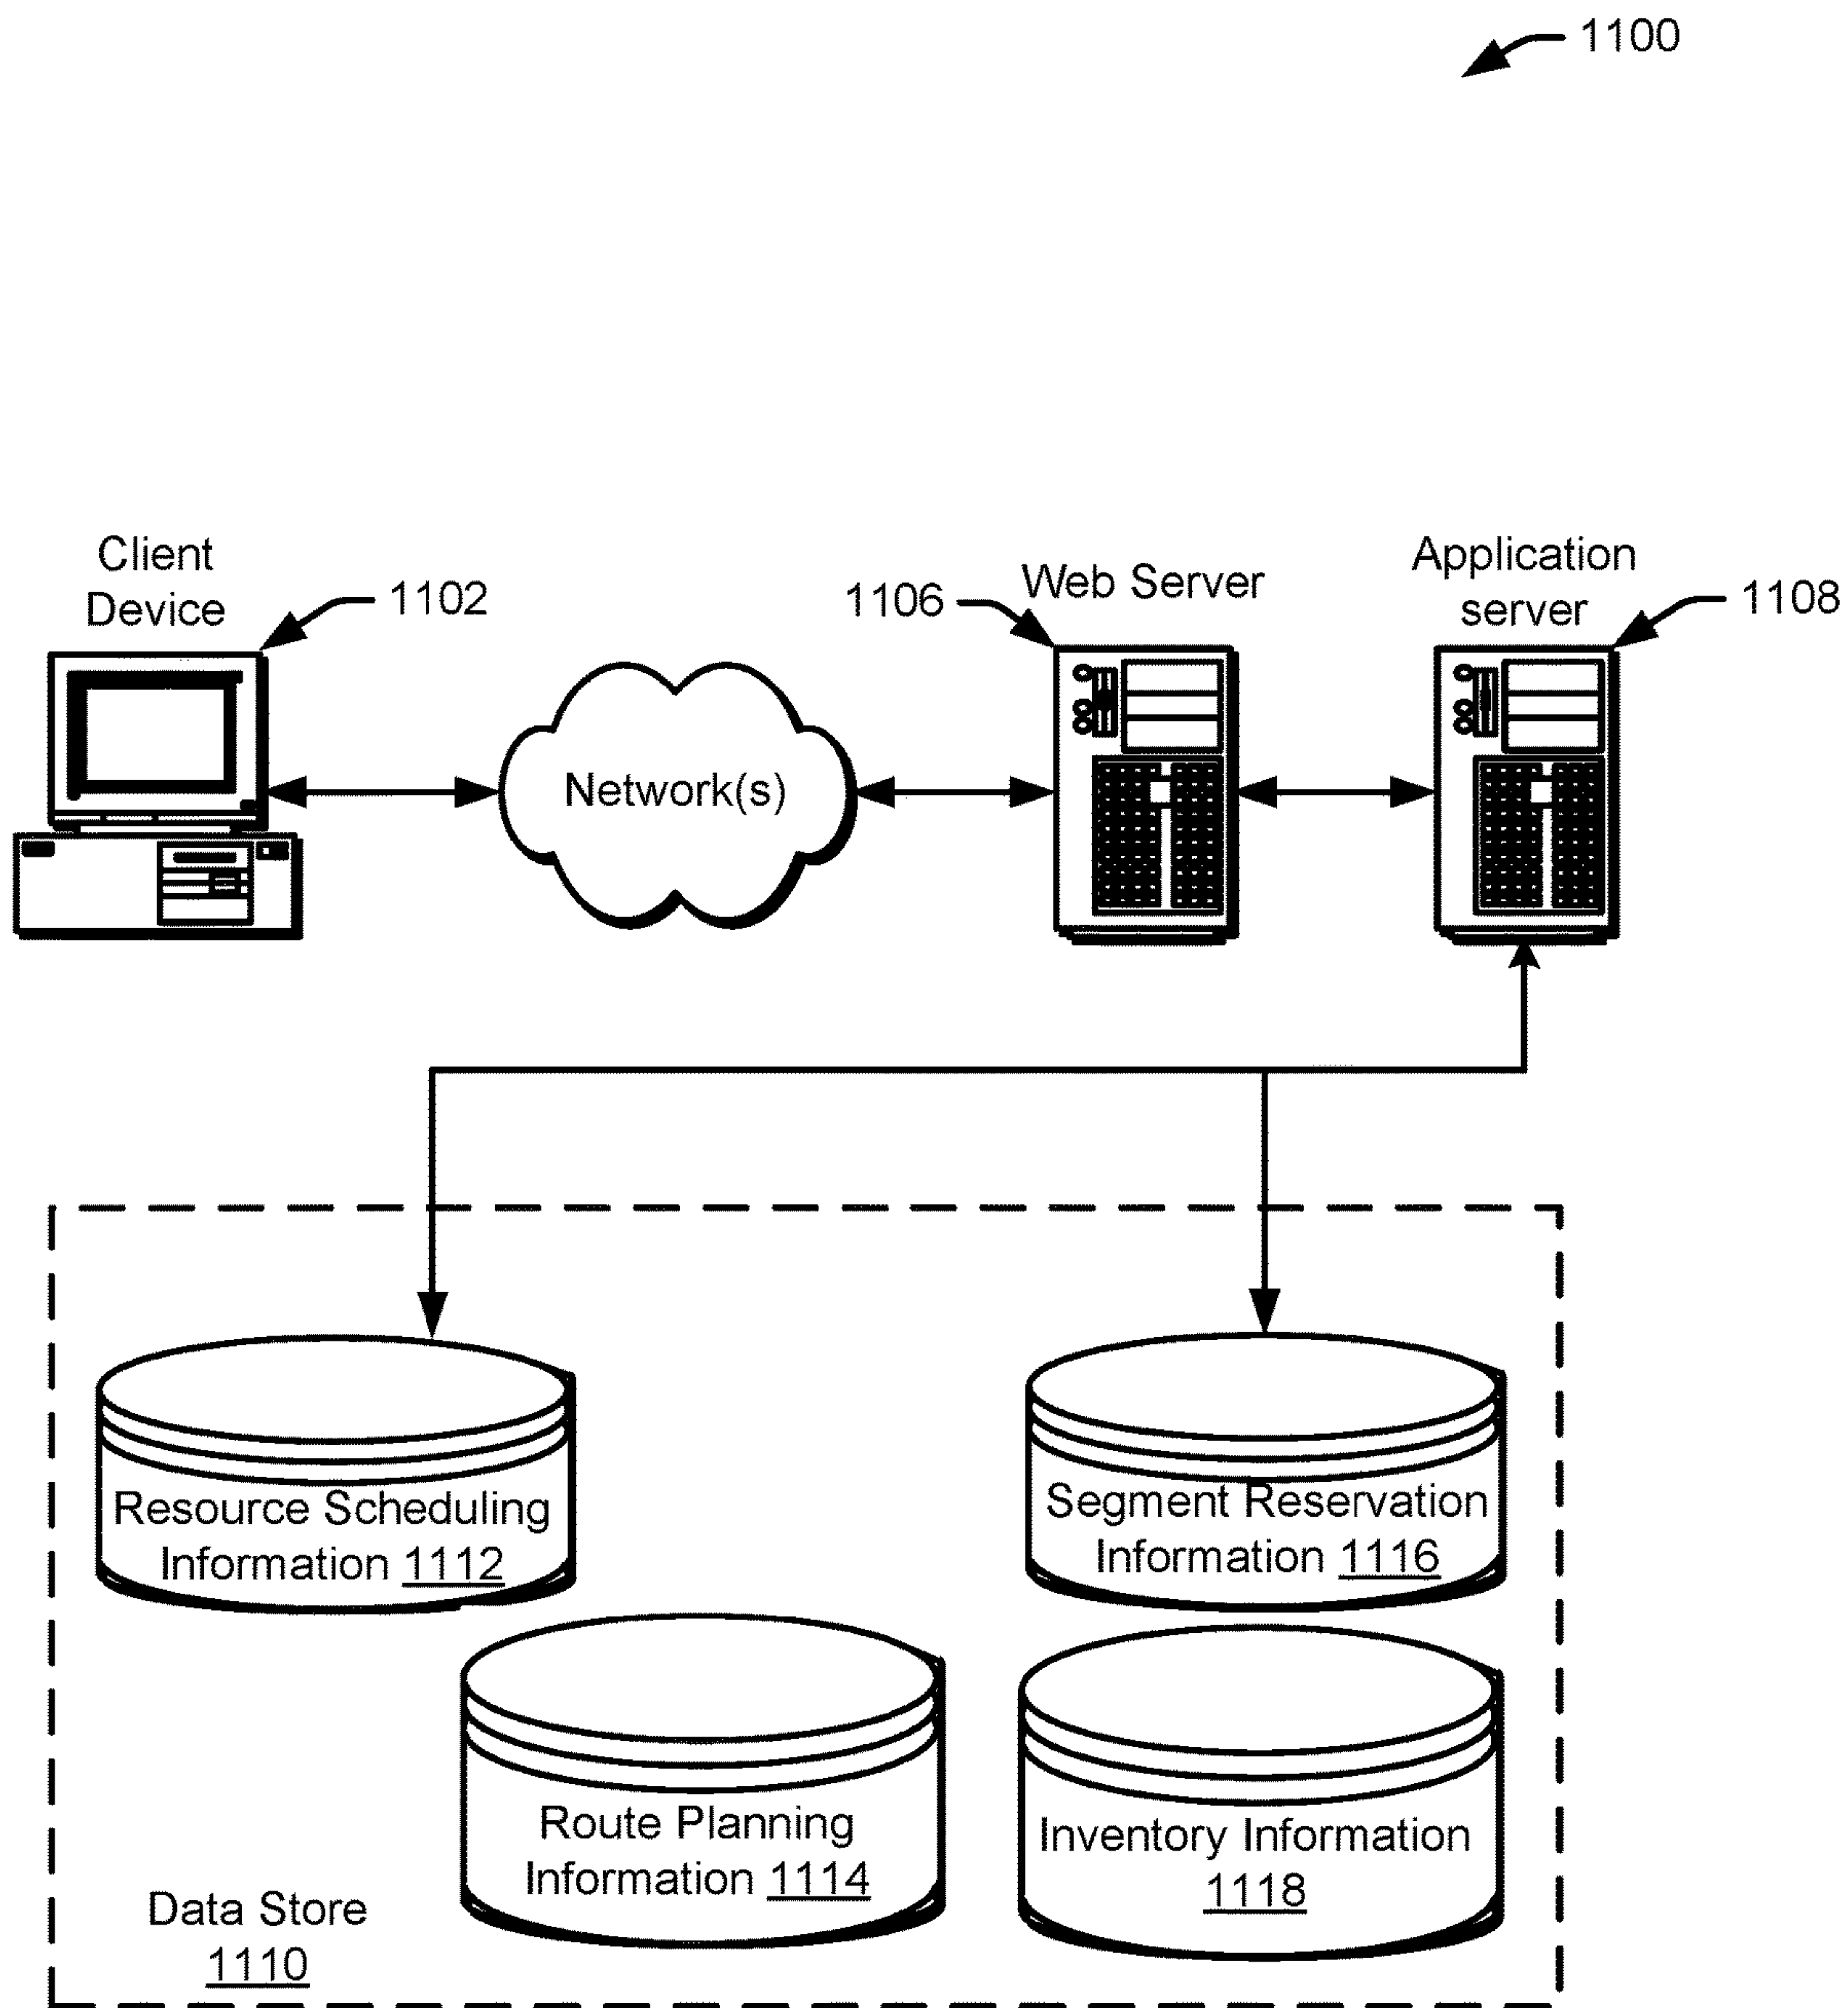 1100
Client
Device
1102
1106
Web Server
Application
server
1108
Network(s)
Resource Scheduling
Information 1112
Segment Reservation
Information 1116
Route Planning
Information 1114
Inventory Information
1118
Data Store
1110